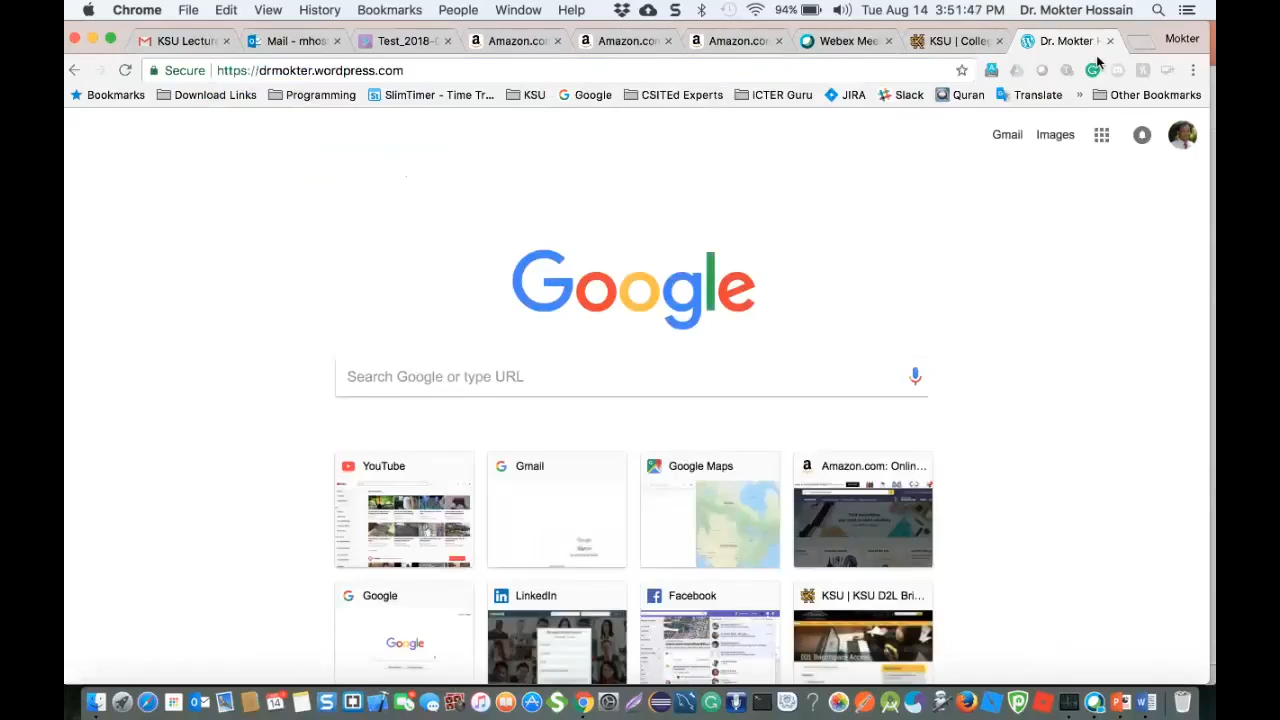 Chrome File Edit View History Bookmarks People Window Help 94% Tue Aug 14 3:51:47 PM Dr. Mokter Hossain
KSU Lectur Mail - mhos Test_2018- Amazon.co Amazon.co Amazon.co Webex Mee KSU | Colle Dr. Mokter H Mokter
Secure https://drmokter.wordpress.com
Bookmarks Download Links Programming SlimTimer - Time Tr... KSU Google CSITEd Experts ICTER Guru JIRA Slack Quran Translate » Other Bookmarks
Gmail Images
Google
Search Google or type URL
YouTube Gmail Google Maps Amazon.com: Onlin...
Google LinkedIn Facebook KSU | KSU D2L Bri...
Google